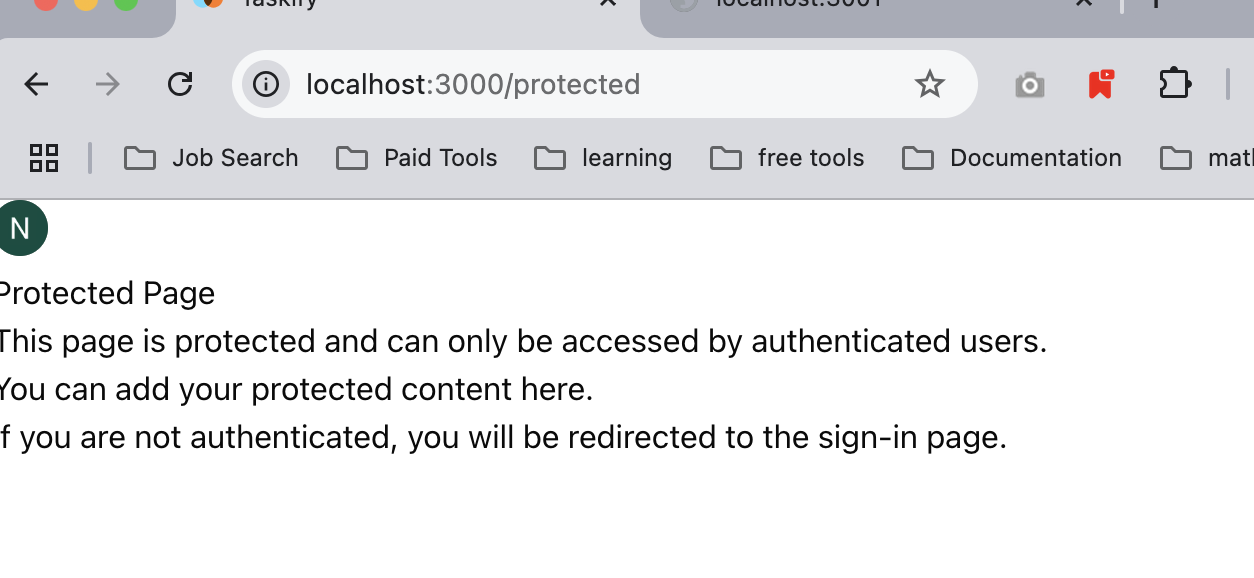 Taskify
localhost:3001
localhost:3000/protected
Job Search
Paid Tools
learning
free tools
Documentation
N
Protected Page
This page is protected and can only be accessed by authenticated users.
You can add your protected content here.
If you are not authenticated, you will be redirected to the sign-in page.